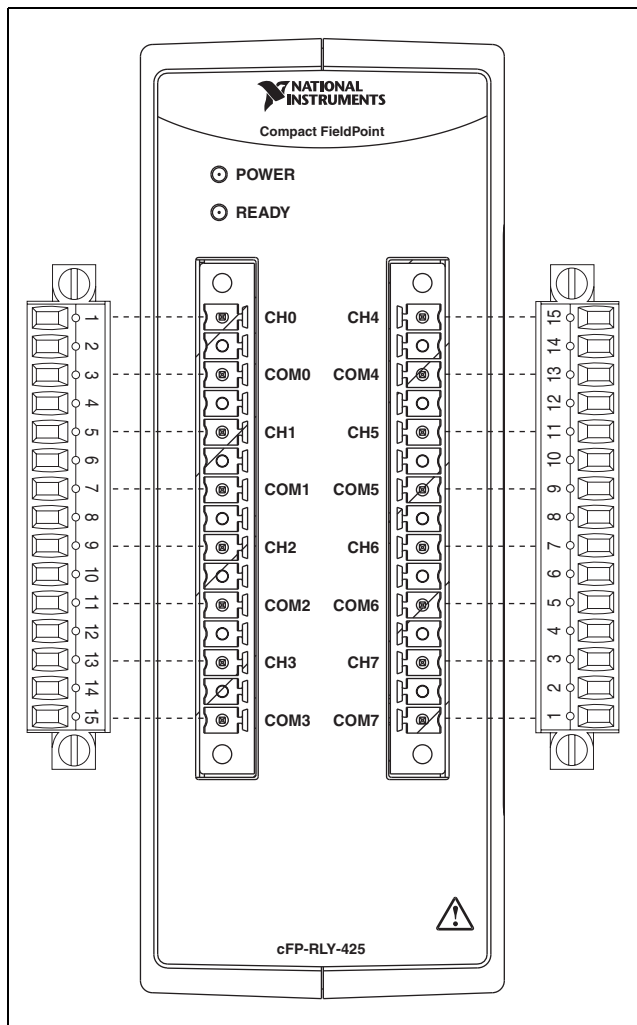 NATIONAL
INSTRUMENTS
Compact FieldPoint
POWER
READY
1 CH0 CH4 15
2 14
3 COM0 COM4 13
4 12
5 CH1 CH5 11
6 10
7 COM1 COM5 9
8 8
9 CH2 CH6 7
10 6
11 COM2 COM6 5
12 4
13 CH3 CH7 3
14 2
15 COM3 COM7 1
cFP-RLY-425